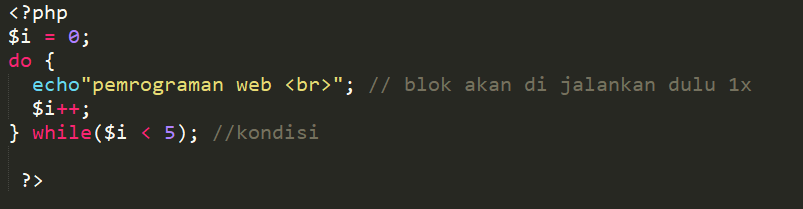 <?php
$i = 0;
do {
  echo"pemrograman web <br>"; // blok akan di jalankan dulu 1x
  $i++;
} while($i < 5); //kondisi
?>